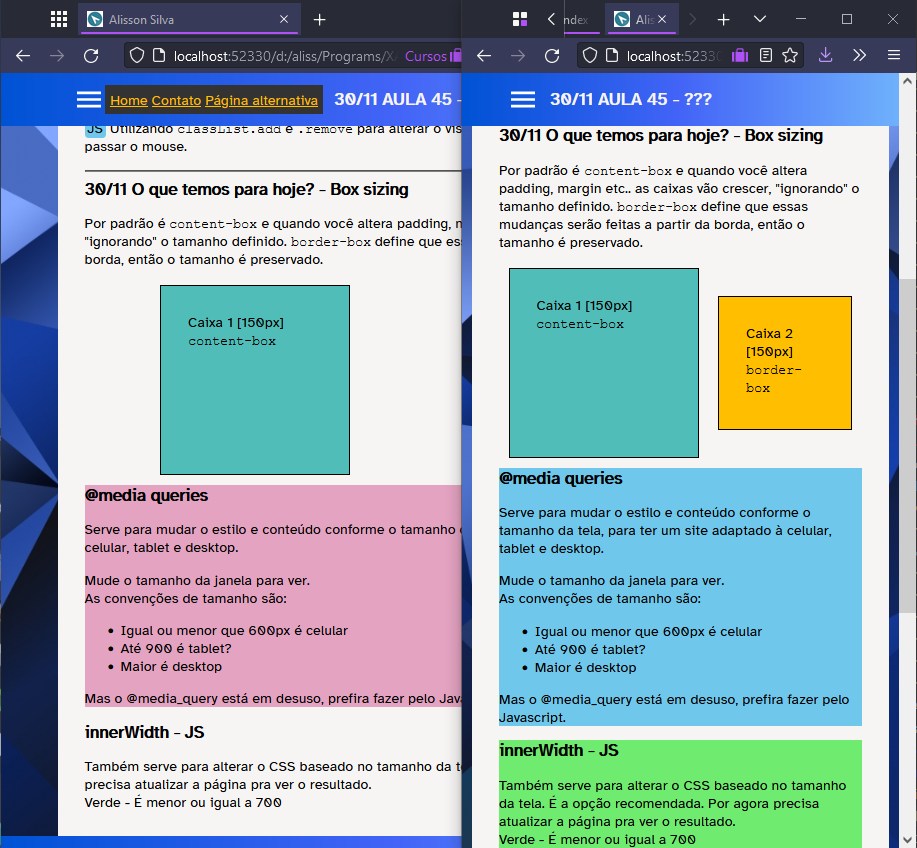 Alisson Silva
localhost:52330/d:/aliss/Programs/X
Cursos
Home Contato Página alternativa
30/11 AULA 45 -
JS Utilizando classList.add e .remove para alterar o vis
passar o mouse.
30/11 O que temos para hoje? - Box sizing
Por padrão é content-box e quando você altera padding, m
"ignorando" o tamanho definido. border-box define que es
borda, então o tamanho é preservado.
Caixa 1 [150px]
content-box
@media queries
Serve para mudar o estilo e conteúdo conforme o tamanho
celular, tablet e desktop.
Mude o tamanho da janela para ver.
As convenções de tamanho são:
• Igual ou menor que 600px é celular
• Até 900 é tablet?
• Maior é desktop
Mas o @media_query está em desuso, prefira fazer pelo Jav
innerWidth - JS
Também serve para alterar o CSS baseado no tamanho da t
precisa atualizar a página pra ver o resultado.
Verde - É menor ou igual a 700
ndex
Alis
localhost:52330
30/11 AULA 45 - ???
30/11 O que temos para hoje? - Box sizing
Por padrão é content-box e quando você altera
padding, margin etc.. as caixas vão crescer, "ignorando" o
tamanho definido. border-box define que essas
mudanças serão feitas a partir da borda, então o
tamanho é preservado.
Caixa 1 [150px]
content-box
Caixa 2
[150px]
border-
box
@media queries
Serve para mudar o estilo e conteúdo conforme o
tamanho da tela, para ter um site adaptado à celular,
tablet e desktop.
Mude o tamanho da janela para ver.
As convenções de tamanho são:
• Igual ou menor que 600px é celular
• Até 900 é tablet?
• Maior é desktop
Mas o @media_query está em desuso, prefira fazer pelo
Javascript.
innerWidth - JS
Também serve para alterar o CSS baseado no tamanho
da tela. É a opção recomendada. Por agora precisa
atualizar a página pra ver o resultado.
Verde - É menor ou igual a 700